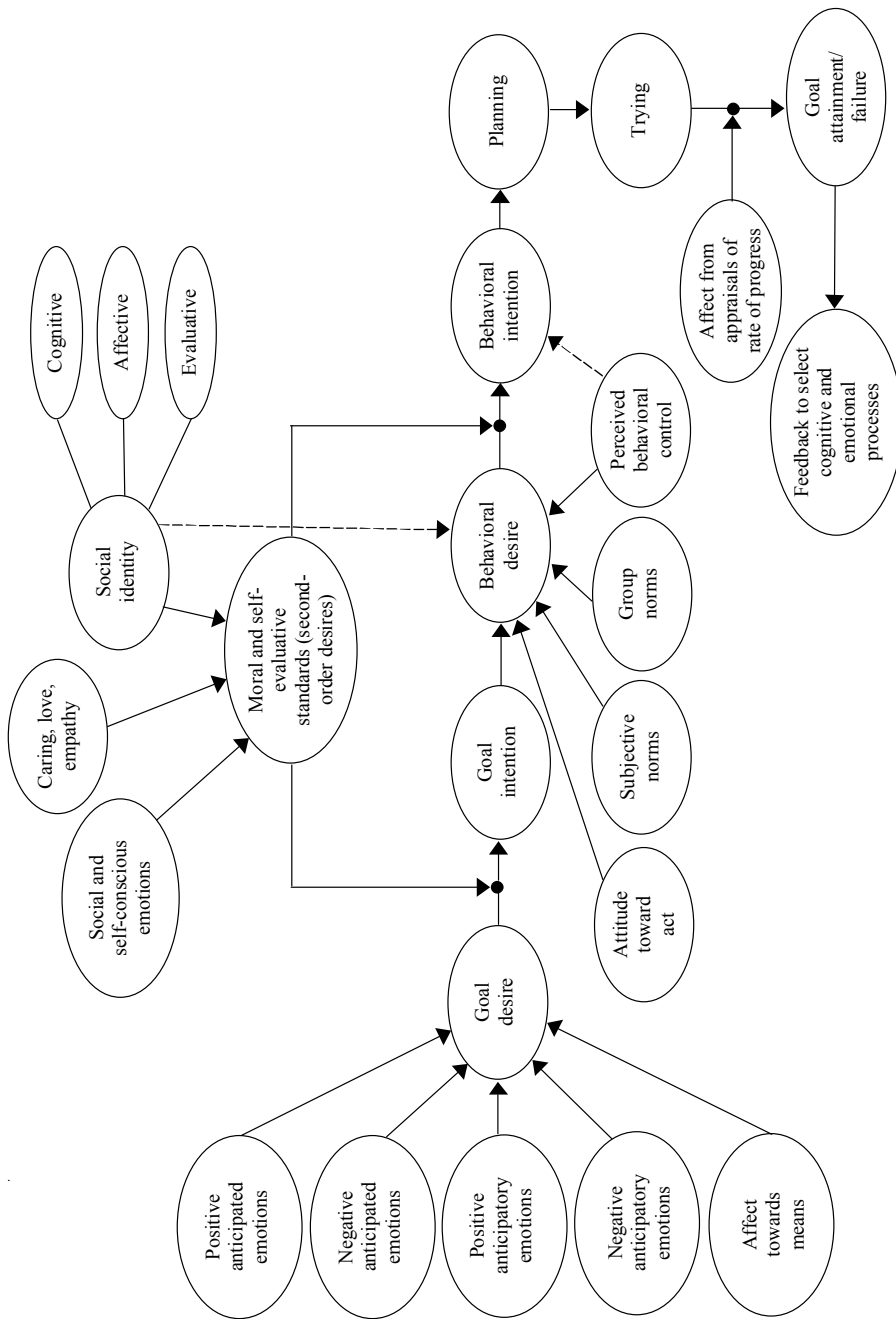 Cognitive
Affective
Evaluative
Social
identity
Caring, love,
empathy
Social and
self-conscious
emotions
Moral and self-
evaluative
standards (second-
order desires)
Positive
anticipated
emotions
Negative
anticipated
emotions
Positive
anticipatory
emotions
Negative
anticipatory
emotions
Affect
towards
means
Goal
desire
Goal
intention
Behavioral
desire
Behavioral
intention
Planning
Attitude
toward
act
Subjective
norms
Group
norms
Perceived
behavioral
control
Trying
Affect from
appraisals of
rate of progress
Goal
attainment/
failure
Feedback to select
cognitive and
emotional
processes